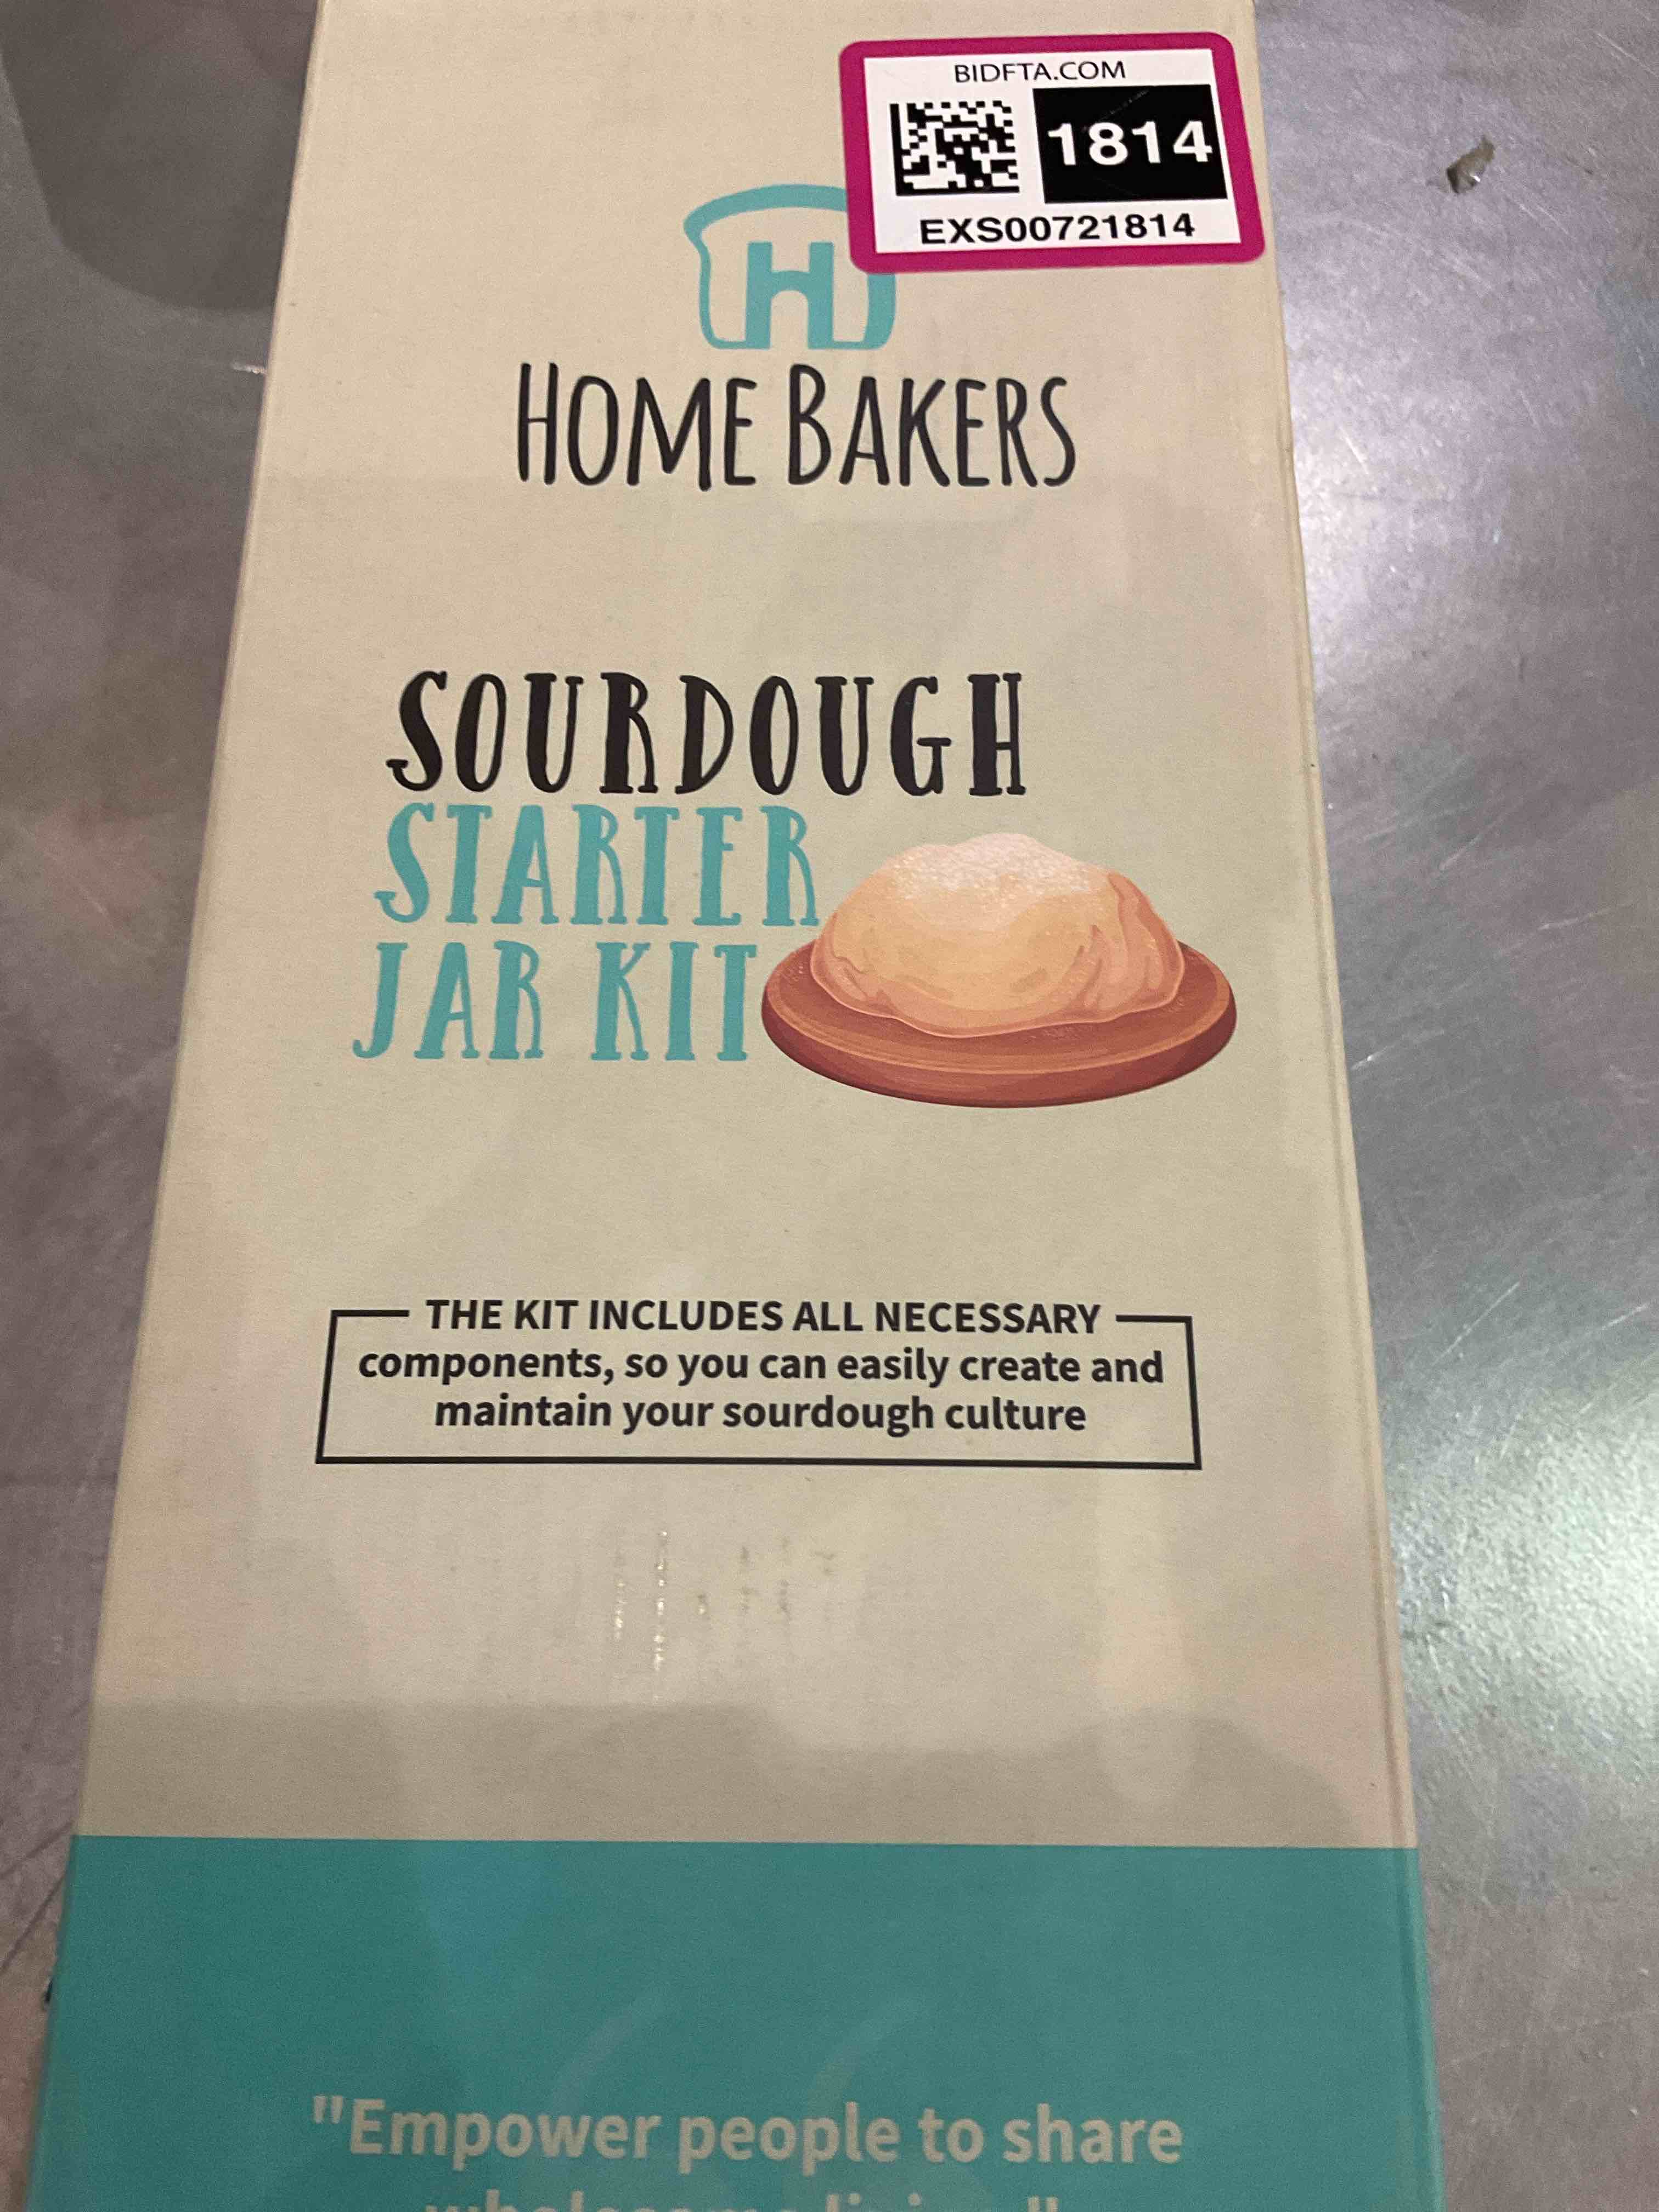 BIDFTA.COM
1814
EXS00721814
H
HOME BAKERS
SOURDOUGH
STARTER
JAR KIT
THE KIT INCLUDES ALL NECESSARY
components, so you can easily create and
maintain your sourdough culture
"Empower people to share